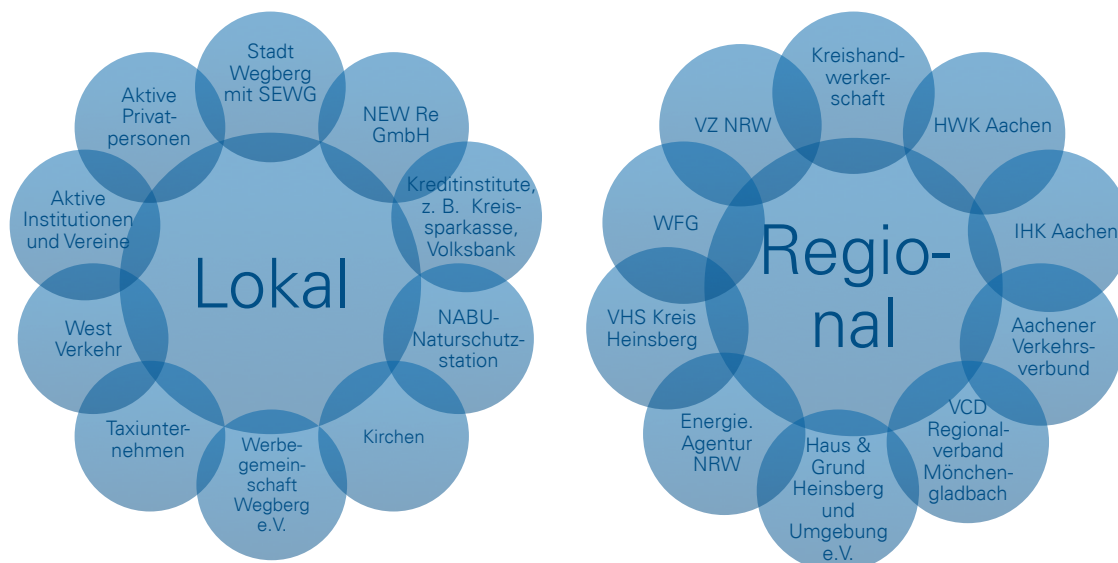 Lokal
Stadt
Wegberg
mit SEWG
NEW Re
GmbH
Kreditinstitute,
z. B. Kreis-
sparkasse,
Volksbank
NABU-
Naturschutz-
station
Kirchen
Werbe-
gemein-
schaft
Wegberg
e.V.
Taxiunter-
nehmen
West
Verkehr
Aktive
Institutionen
und Vereine
Aktive
Privat-
personen
Regio-
nal
Kreishand-
werker-
schaft
HWK Aachen
IHK Aachen
Aachener
Verkehrs-
verbund
VCD
Regional-
verband
Mönchen-
gladbach
Haus &
Grund
Heinsberg
und
Umgebung
e.V.
Energie.
Agentur
NRW
VHS Kreis
Heinsberg
WFG
VZ NRW